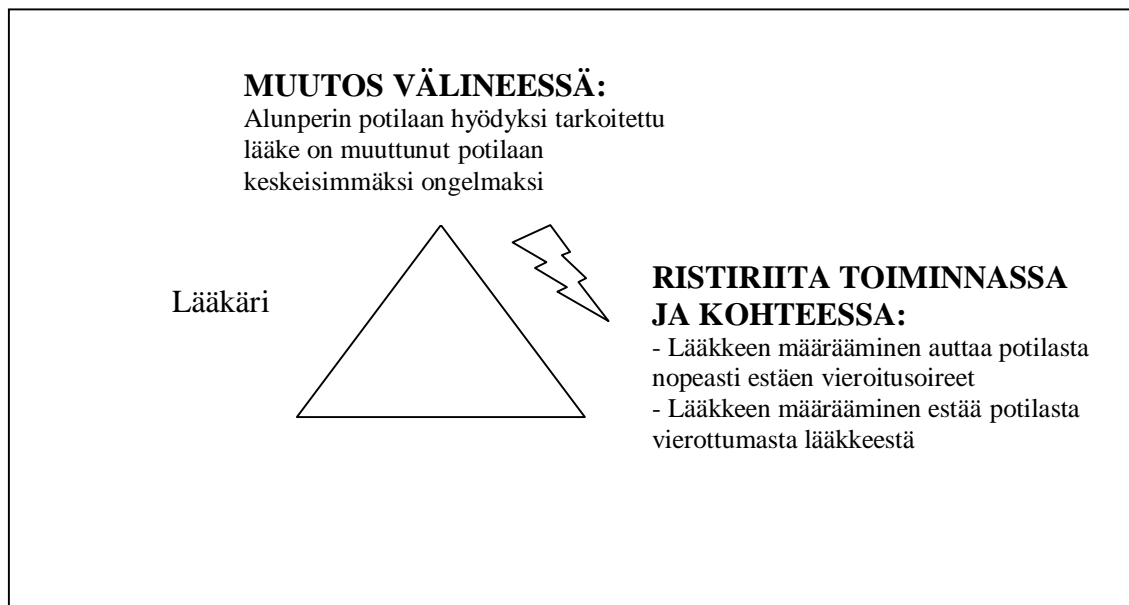 MUUTOS VÄLINEESSÄ:
Alunperin potilaan hyödyksi tarkoitettu
lääke on muuttunut potilaan
keskeisimmäksi ongelmaksi
Lääkäri
RISTIRIITA TOIMINNASSA
JA KOHTEESSA:
- Lääkkeen määrääminen auttaa potilasta
nopeasti estäen vieroitusoireet
- Lääkkeen määrääminen estää potilasta
vierottumasta lääkkeestä